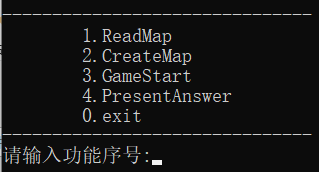 1.ReadMap
2.CreateMap
3.GameStart
4.PresentAnswer
0.exit
请输入功能序号: